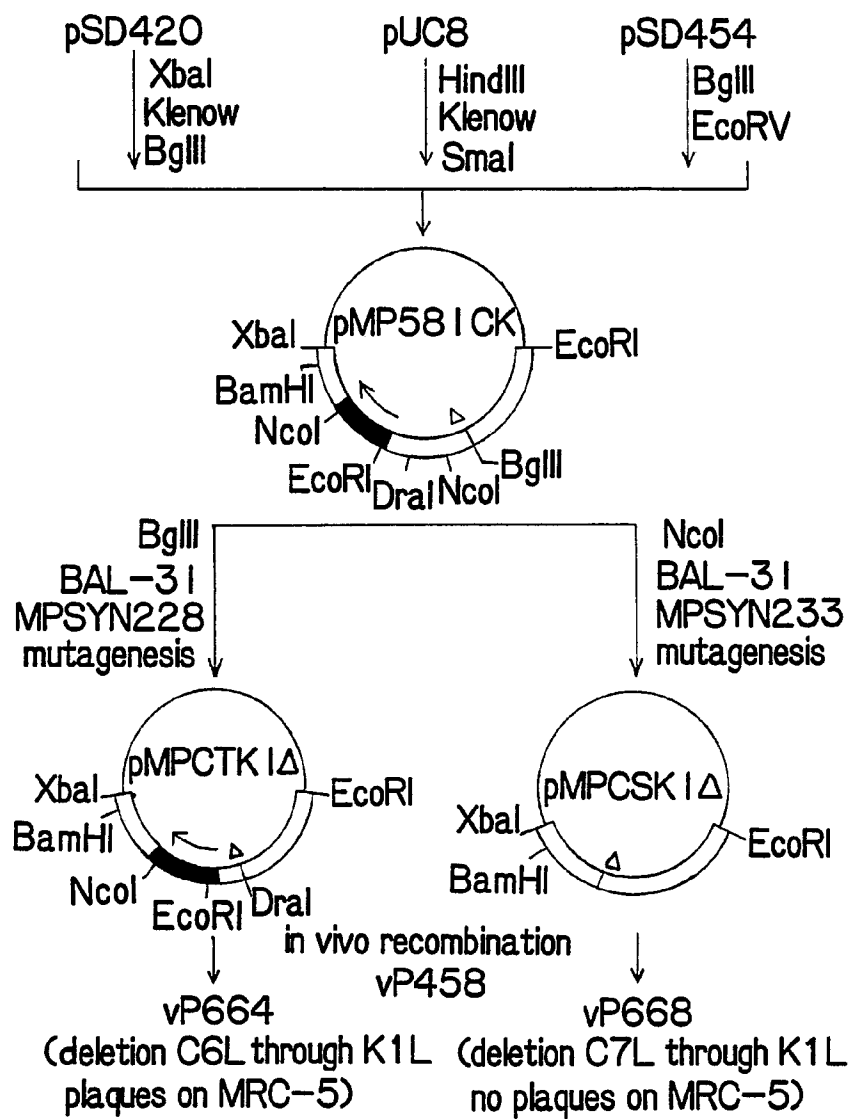 pSD420
XbaI
Klenow
BglII
pUC8
HindIII
Klenow
SmaI
pSD454
BglII
EcoRV
pMP581CK
XbaI
BamHI
NcoI
EcoRI
DraI
NcoI
BglII
EcoRI
Δ
BglII
BAL-31
MPSYN228
mutagenesis
NcoI
BAL-31
MPSYN233
mutagenesis
pMPCTK1Δ
XbaI
BamHI
NcoI
EcoRI
DraI
EcoRI
Δ
pMPCSK1Δ
XbaI
BamHI
EcoRI
Δ
in vivo recombination
vP458
vP664
(deletion C6L through K1L
plaques on MRC-5)
vP668
(deletion C7L through K1L
no plaques on MRC-5)